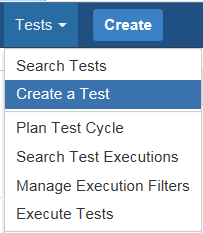 Tests Create
Search Tests
Create a Test
Plan Test Cycle
Search Test Executions
Manage Execution Filters
Execute Tests